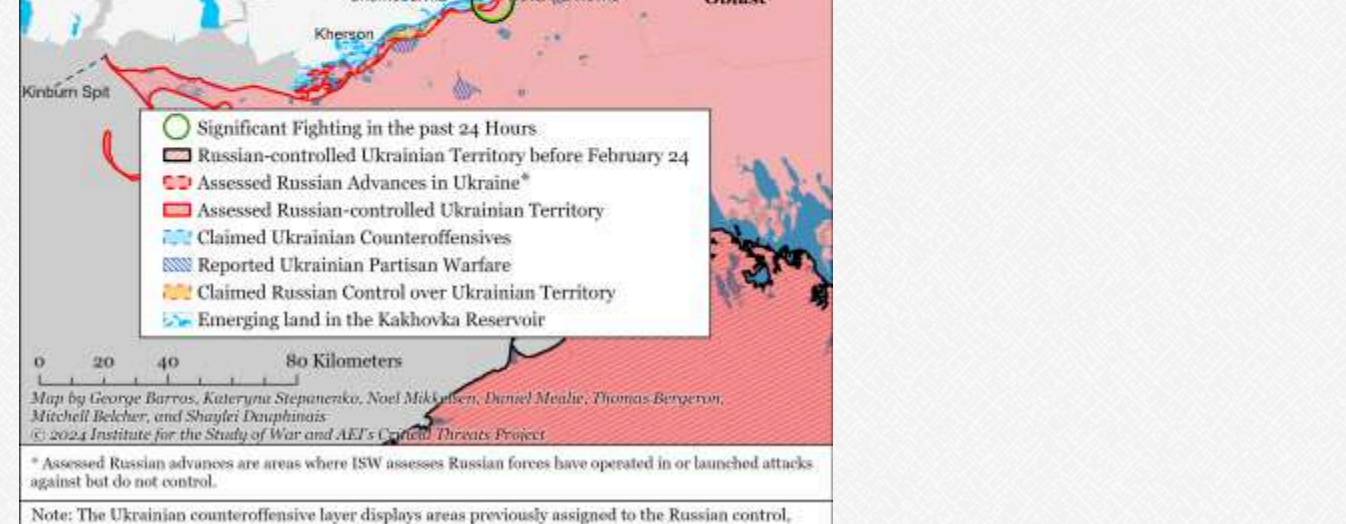 Oblast
Kherson
Kinburn Spit
Significant Fighting in the past 24 Hours
Russian-controlled Ukrainian Territory before February 24
Assessed Russian Advances in Ukraine*
Assessed Russian-controlled Ukrainian Territory
Claimed Ukrainian Counteroffensives
Reported Ukrainian Partisan Warfare
Claimed Russian Control over Ukrainian Territory
Emerging land in the Kakhovka Reservoir
0 20 40 80 Kilometers
Map by George Barros, Kateryna Stepanenko, Noel Mikkelsen, Daniel Mealie, Thomas Bergeron,
Mitchell Belcher, and Shaylei Dauphinais
© 2024 Institute for the Study of War and AEI's Critical Threats Project
* Assessed Russian advances are areas where ISW assesses Russian forces have operated in or launched attacks
against but do not control.
Note: The Ukrainian counteroffensive layer displays areas previously assigned to the Russian control,